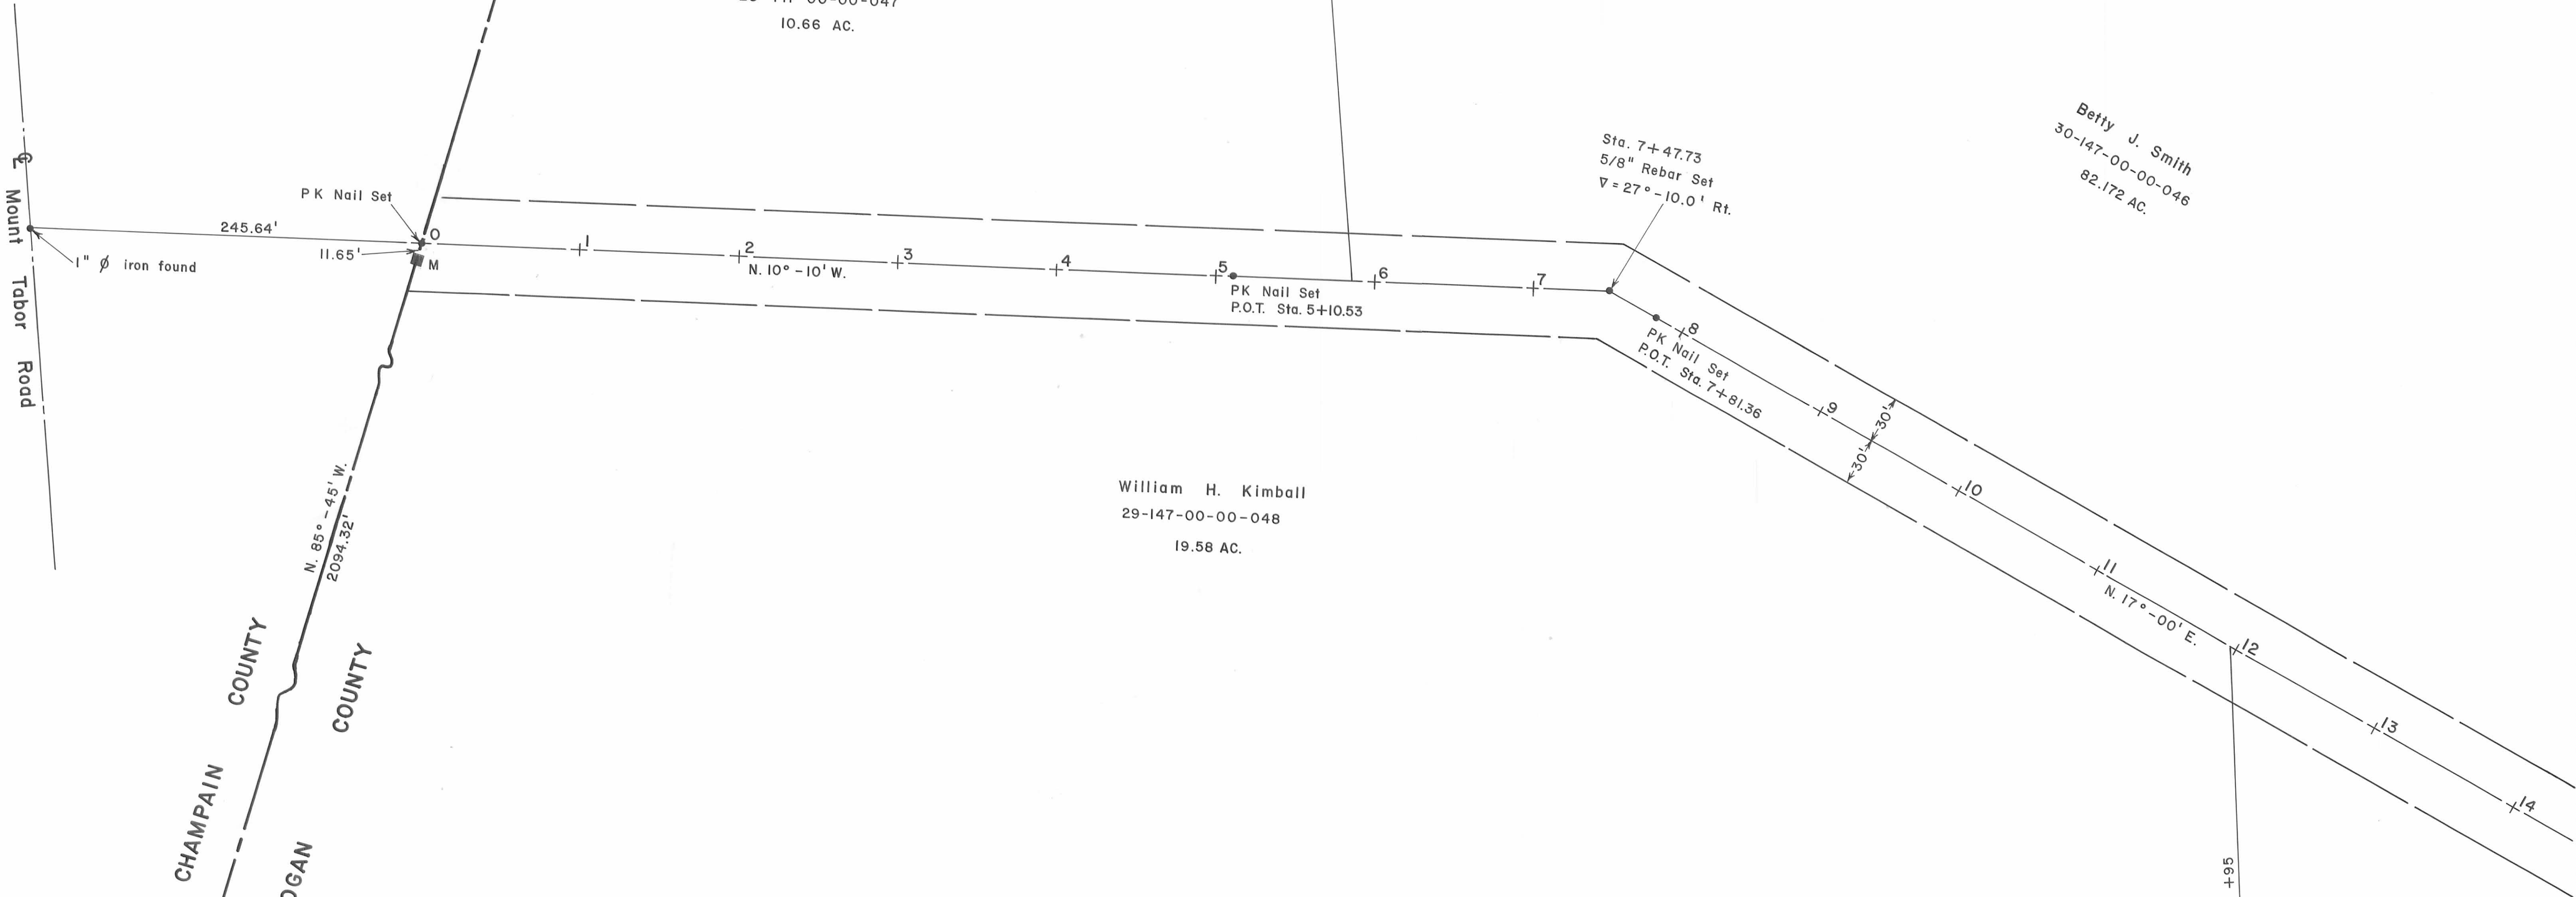 10.66 AC.
℄ Mount Tabor Road
1" ϕ iron found
245.64'
PK Nail Set
11.65'
0
M
1
2
N. 10° - 10' W.
3
4
5
PK Nail Set
P.O.T. Sta. 5+10.53
6
7
Sta. 7+47.73
5/8" Rebar Set
∇ = 27° - 10.0' Rt.
8
PK Nail Set
P.O.T. Sta. 7+81.36
9
30'
30'
10
11
N. 17° - 00' E.
12
13
14
+95
Betty J. Smith
30-147-00-00-046
82.172 AC.
William H. Kimball
29-147-00-00-048
19.58 AC.
N. 85° - 45' W.
2094.32'
CHAMPAIN COUNTY
OGAN COUNTY